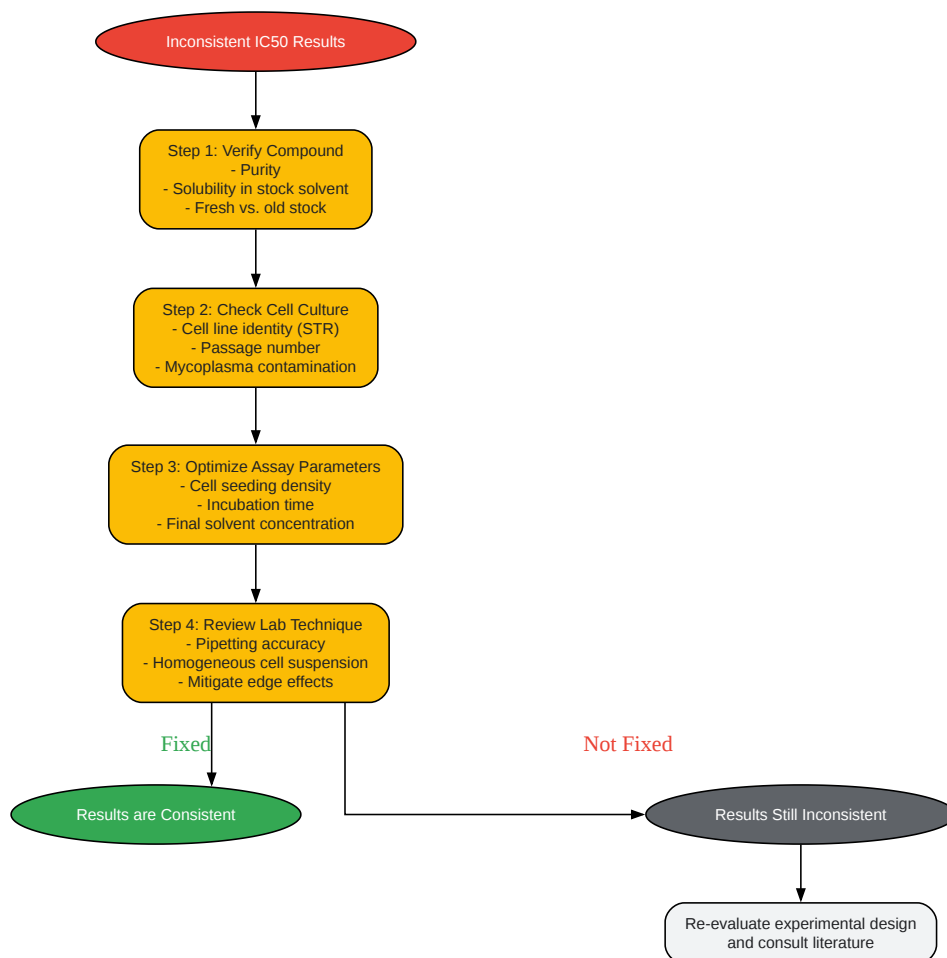 Inconsistent IC50 Results
Step 1: Verify Compound
- Purity
- Solubility in stock solvent
- Fresh vs. old stock
Step 2: Check Cell Culture
- Cell line identity (STR)
- Passage number
- Mycoplasma contamination
Step 3: Optimize Assay Parameters
- Cell seeding density
- Incubation time
- Final solvent concentration
Step 4: Review Lab Technique
- Pipetting accuracy
- Homogeneous cell suspension
- Mitigate edge effects
Fixed
Not Fixed
Results are Consistent
Results Still Inconsistent
Re-evaluate experimental design
and consult literature